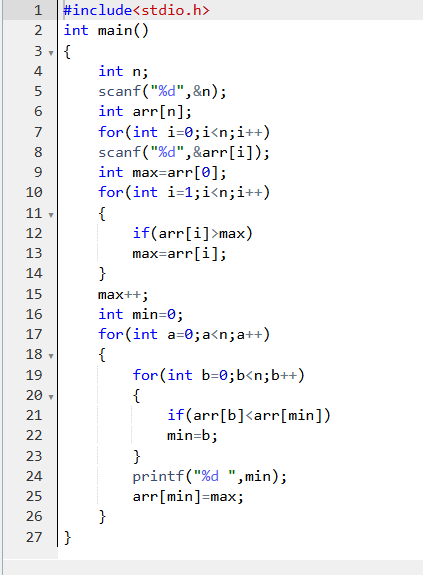 1 #include<stdio.h>
2 int main()
3 {
4 int n;
5 scanf("%d",&n);
6 int arr[n];
7 for(int i=0;i<n;i++)
8 scanf("%d",&arr[i]);
9 int max=arr[0];
10 for(int i=1;i<n;i++)
11 {
12 if(arr[i]>max)
13 max=arr[i];
14 }
15 max++;
16 int min=0;
17 for(int a=0;a<n;a++)
18 {
19 for(int b=0;b<n;b++)
20 {
21 if(arr[b]<arr[min])
22 min=b;
23 }
24 printf("%d ",min);
25 arr[min]=max;
26 }
27 }